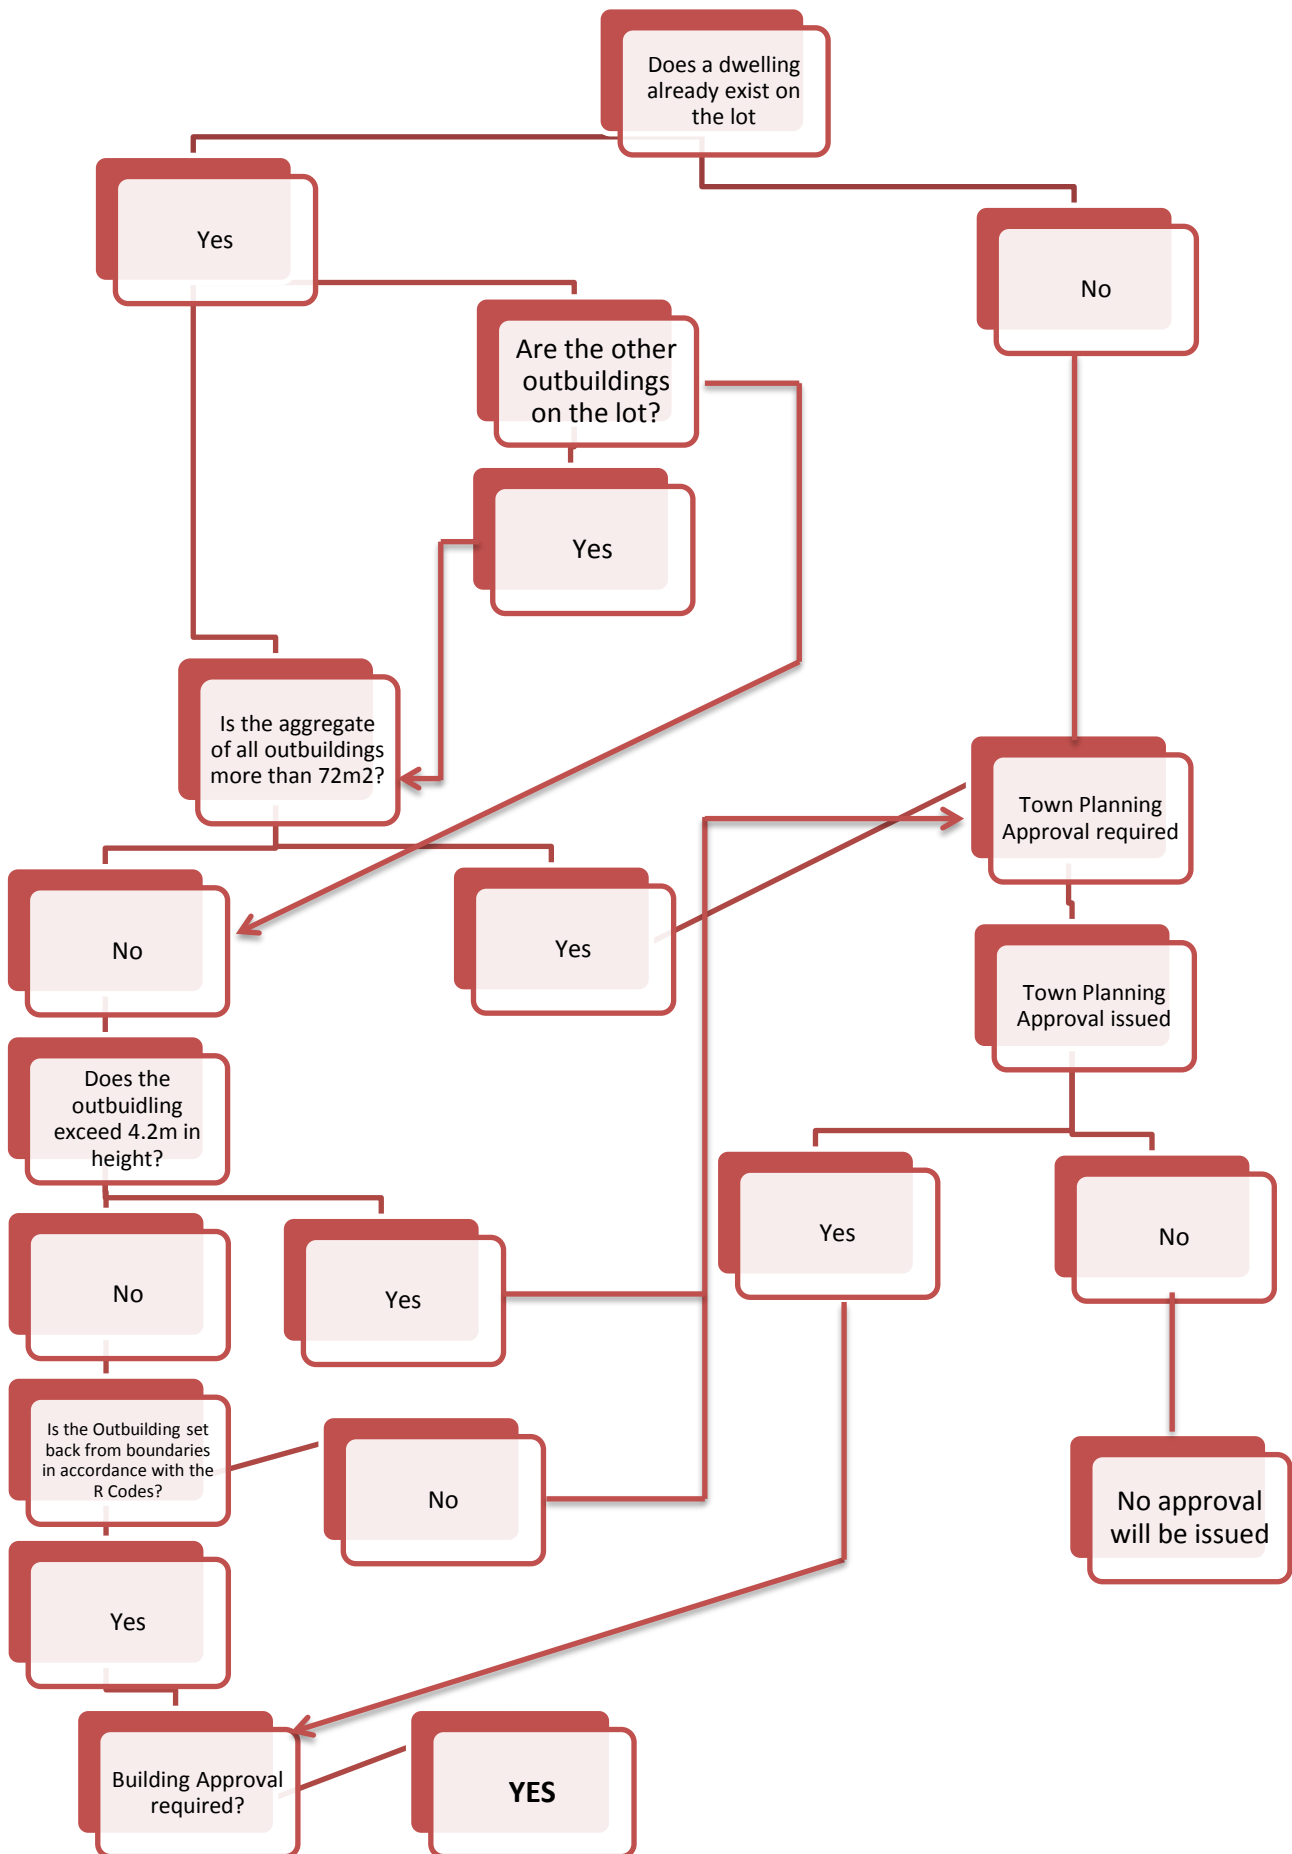 Does a dwelling
already exist on
the lot
Yes
No
Are the other
outbuildings
on the lot?
Yes
Is the aggregate
of all outbuildings
more than 72m2?
Town Planning
Approval required
No
Yes
Town Planning
Approval issued
Does the
outbuidling
exceed 4.2m in
height?
Yes
No
No
Yes
Is the Outbuilding set
back from boundaries
in accordance with the
R Codes?
No
No approval
will be issued
Yes
Building Approval
required?
YES